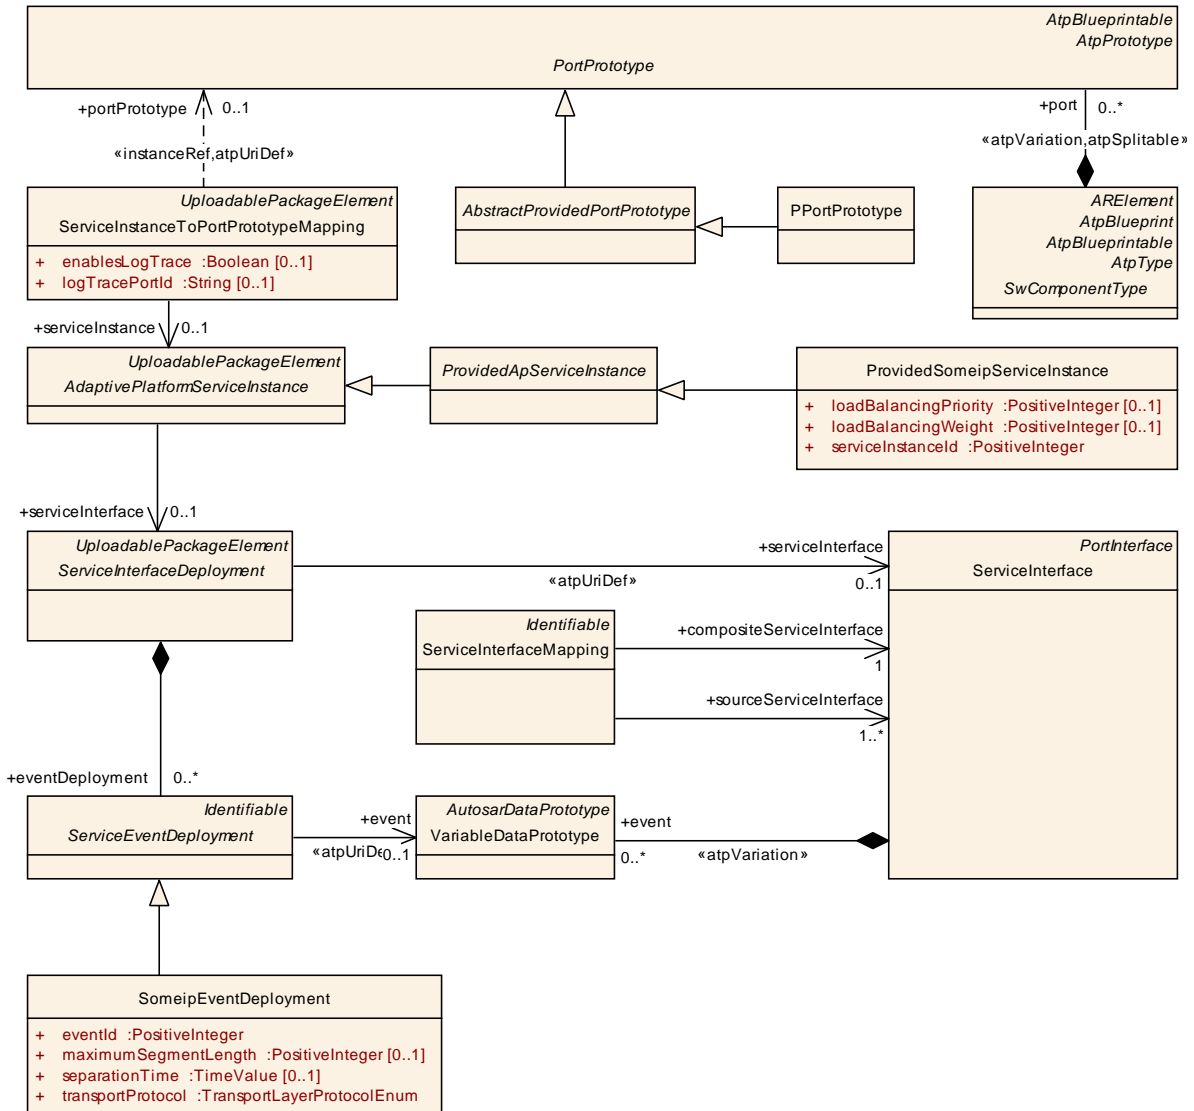 AtpBlueprintable
AtpPrototype
PortPrototype
+portPrototype 0..1
+port 0..*
«instanceRef,atpUriDef»
«atpVariation,atpSplitable»
UploadablePackageElement
ServiceInstanceToPortPrototypeMapping
+ enablesLogTrace :Boolean [0..1]
+ logTracePortId :String [0..1]
AbstractProvidedPortPrototype
PPortPrototype
ARElement
AtpBlueprint
AtpBlueprintable
AtpType
SwComponentType
+serviceInstance 0..1
UploadablePackageElement
AdaptivePlatformServiceInstance
ProvidedApServiceInstance
ProvidedSomeipServiceInstance
+ loadBalancingPriority :PositiveInteger [0..1]
+ loadBalancingWeight :PositiveInteger [0..1]
+ serviceInstanceId :PositiveInteger
+serviceInterface 0..1
UploadablePackageElement
ServiceInterfaceDeployment
+serviceInterface
«atpUriDef»
0..1
PortInterface
ServiceInterface
Identifiable
ServiceInterfaceMapping
+compositeServiceInterface
1
+sourceServiceInterface
1..*
+eventDeployment 0..*
Identifiable
ServiceEventDeployment
+event
«atpUriDe
0..1
AutosarDataPrototype
VariableDataPrototype
+event
0..*
«atpVariation»
SomeipEventDeployment
+ eventId :PositiveInteger
+ maximumSegmentLength :PositiveInteger [0..1]
+ separationTime :TimeValue [0..1]
+ transportProtocol :TransportLayerProtocolEnum